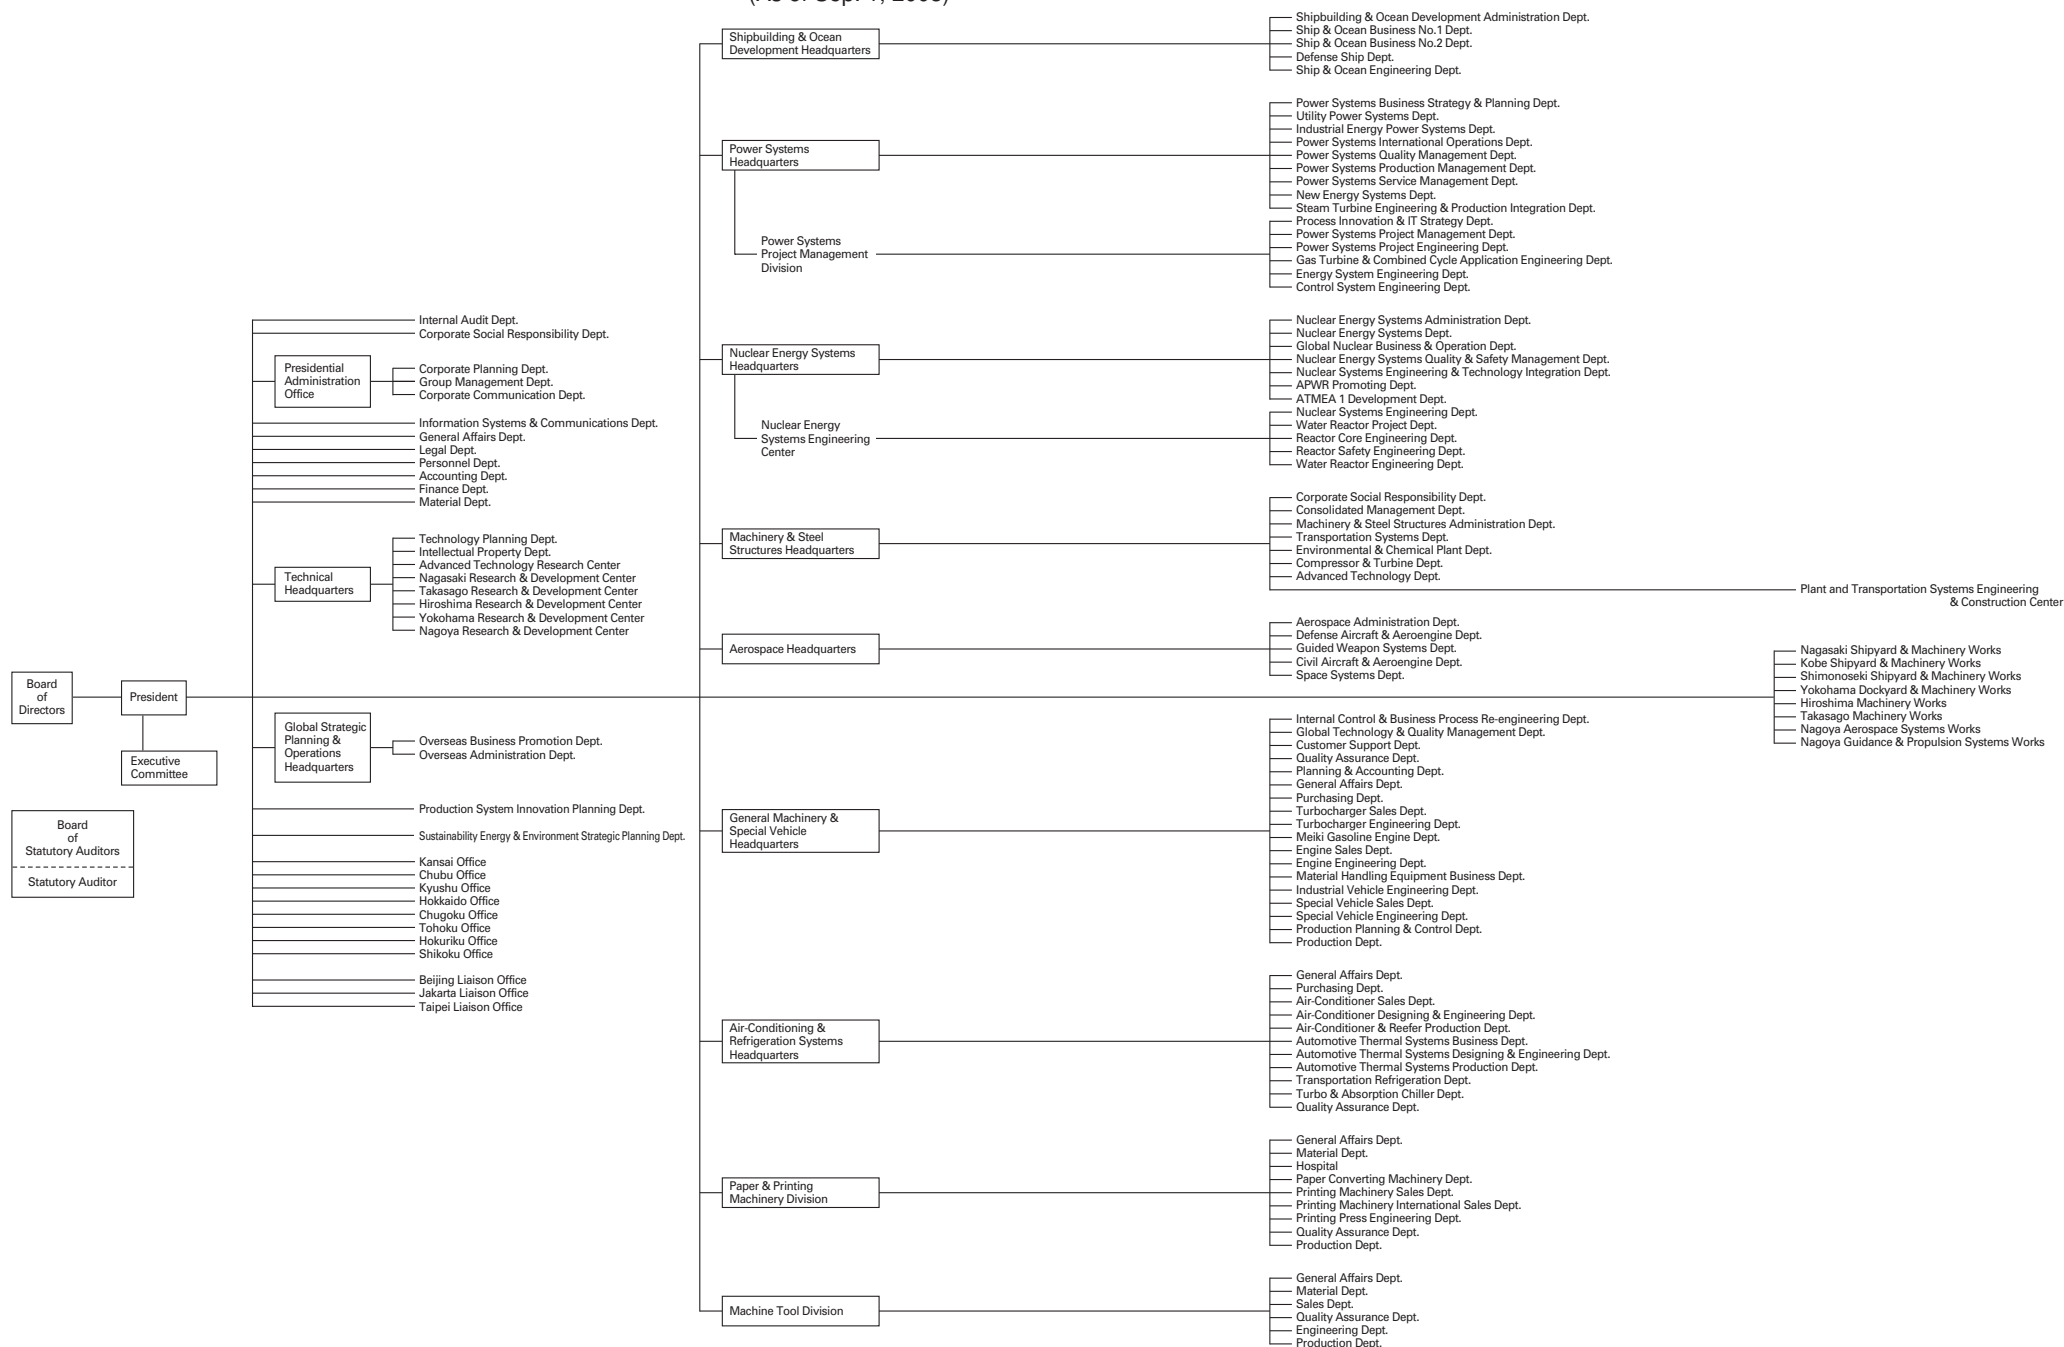 Shipbuilding & Ocean
Development Headquarters
Shipbuilding & Ocean Development Administration Dept.
Ship & Ocean Business No.1 Dept.
Ship & Ocean Business No.2 Dept.
Defense Ship Dept.
Ship & Ocean Engineering Dept.
Power Systems
Headquarters
Power Systems Business Strategy & Planning Dept.
Utility Power Systems Dept.
Industrial Energy Power Systems Dept.
Power Systems International Operations Dept.
Power Systems Quality Management Dept.
Power Systems Production Management Dept.
Power Systems Service Management Dept.
New Energy Systems Dept.
Steam Turbine Engineering & Production Integration Dept.
Power Systems
Project Management
Division
Process Innovation & IT Strategy Dept.
Power Systems Project Management Dept.
Power Systems Project Engineering Dept.
Gas Turbine & Combined Cycle Application Engineering Dept.
Energy System Engineering Dept.
Control System Engineering Dept.
Internal Audit Dept.
Corporate Social Responsibility Dept.
Presidential
Administration
Office
Corporate Planning Dept.
Group Management Dept.
Corporate Communication Dept.
Information Systems & Communications Dept.
General Affairs Dept.
Legal Dept.
Personnel Dept.
Accounting Dept.
Finance Dept.
Material Dept.
Technical
Headquarters
Technology Planning Dept.
Intellectual Property Dept.
Advanced Technology Research Center
Nagasaki Research & Development Center
Takasago Research & Development Center
Hiroshima Research & Development Center
Yokohama Research & Development Center
Nagoya Research & Development Center
Nuclear Energy Systems
Headquarters
Nuclear Energy Systems Administration Dept.
Nuclear Energy Systems Dept.
Global Nuclear Business & Operation Dept.
Nuclear Energy Systems Quality & Safety Management Dept.
Nuclear Systems Engineering & Technology Integration Dept.
APWR Promoting Dept.
ATMEA 1 Development Dept.
Nuclear Energy
Systems Engineering
Center
Nuclear Systems Engineering Dept.
Water Reactor Project Dept.
Reactor Core Engineering Dept.
Reactor Safety Engineering Dept.
Water Reactor Engineering Dept.
Machinery & Steel
Structures Headquarters
Corporate Social Responsibility Dept.
Consolidated Management Dept.
Machinery & Steel Structures Administration Dept.
Transportation Systems Dept.
Environmental & Chemical Plant Dept.
Compressor & Turbine Dept.
Advanced Technology Dept.
Plant and Transportation Systems Engineering
& Construction Center
Aerospace Headquarters
Aerospace Administration Dept.
Defense Aircraft & Aeroengine Dept.
Guided Weapon Systems Dept.
Civil Aircraft & Aeroengine Dept.
Space Systems Dept.
Board
of
Directors
President
Executive
Committee
Board
of
Statutory Auditors
Statutory Auditor
Nagasaki Shipyard & Machinery Works
Kobe Shipyard & Machinery Works
Shimonoseki Shipyard & Machinery Works
Yokohama Dockyard & Machinery Works
Hiroshima Machinery Works
Takasago Machinery Works
Nagoya Aerospace Systems Works
Nagoya Guidance & Propulsion Systems Works
Global Strategic
Planning &
Operations
Headquarters
Overseas Business Promotion Dept.
Overseas Administration Dept.
Production System Innovation Planning Dept.
Sustainability Energy & Environment Strategic Planning Dept.
Kansai Office
Chubu Office
Kyushu Office
Hokkaido Office
Chugoku Office
Tohoku Office
Hokuriku Office
Shikoku Office
Beijing Liaison Office
Jakarta Liaison Office
Taipei Liaison Office
General Machinery &
Special Vehicle
Headquarters
Internal Control & Business Process Re-engineering Dept.
Global Technology & Quality Management Dept.
Customer Support Dept.
Quality Assurance Dept.
Planning & Accounting Dept.
General Affairs Dept.
Purchasing Dept.
Turbocharger Sales Dept.
Turbocharger Engineering Dept.
Meiki Gasoline Engine Dept.
Engine Sales Dept.
Engine Engineering Dept.
Material Handling Equipment Business Dept.
Industrial Vehicle Engineering Dept.
Special Vehicle Sales Dept.
Special Vehicle Engineering Dept.
Production Planning & Control Dept.
Production Dept.
Air-Conditioning &
Refrigeration Systems
Headquarters
General Affairs Dept.
Purchasing Dept.
Air-Conditioner Sales Dept.
Air-Conditioner Designing & Engineering Dept.
Air-Conditioner & Reefer Production Dept.
Automotive Thermal Systems Business Dept.
Automotive Thermal Systems Designing & Engineering Dept.
Automotive Thermal Systems Production Dept.
Transportation Refrigeration Dept.
Turbo & Absorption Chiller Dept.
Quality Assurance Dept.
Paper & Printing
Machinery Division
General Affairs Dept.
Material Dept.
Hospital
Paper Converting Machinery Dept.
Printing Machinery Sales Dept.
Printing Machinery International Sales Dept.
Printing Press Engineering Dept.
Quality Assurance Dept.
Production Dept.
Machine Tool Division
General Affairs Dept.
Material Dept.
Sales Dept.
Quality Assurance Dept.
Engineering Dept.
Production Dept.